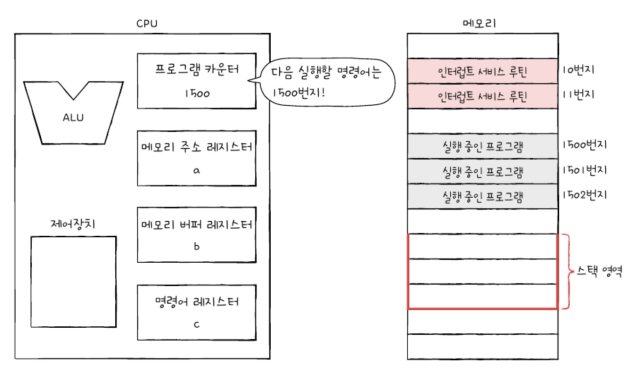 CPU
ALU
제어장치
프로그램 카운터
1500
다음 실행할 명령어는
1500번지!
메모리 주소 레지스터
a
메모리 버퍼 레지스터
b
명령어 레지스터
c
메모리
인터럽트 서비스 루틴
10번지
인터럽트 서비스 루틴
11번지
실행 중인 프로그램
1500번지
실행 중인 프로그램
1501번지
실행 중인 프로그램
1502번지
스택 영역